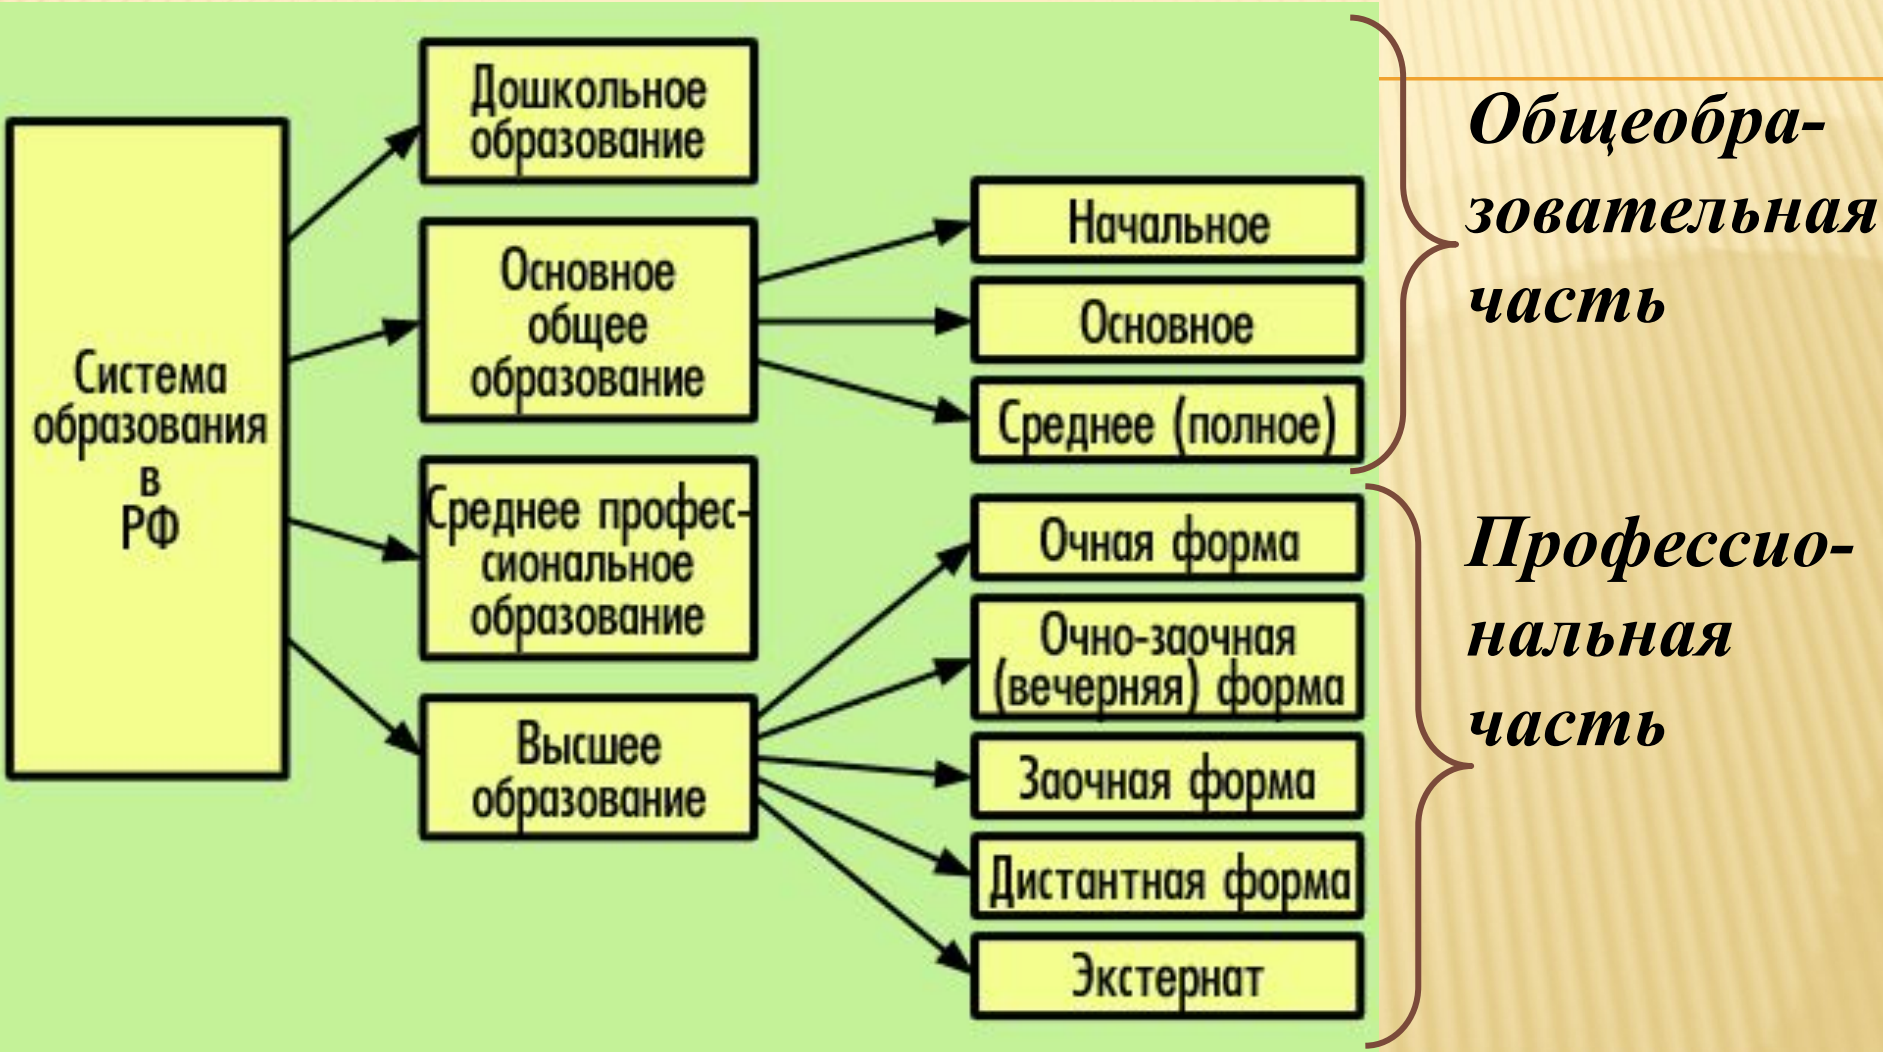 Система
образования
в
РФ
Дошкольное
образование
Основное
общее
образование
Среднее профес-
сиональное
образование
Высшее
образование
Начальное
Основное
Среднее (полное)
Очная форма
Очно-заочная
(вечерняя) форма
Заочная форма
Дистантная форма
Экстернат
Общеобра-
зовательная
часть
Профессио-
нальная
часть